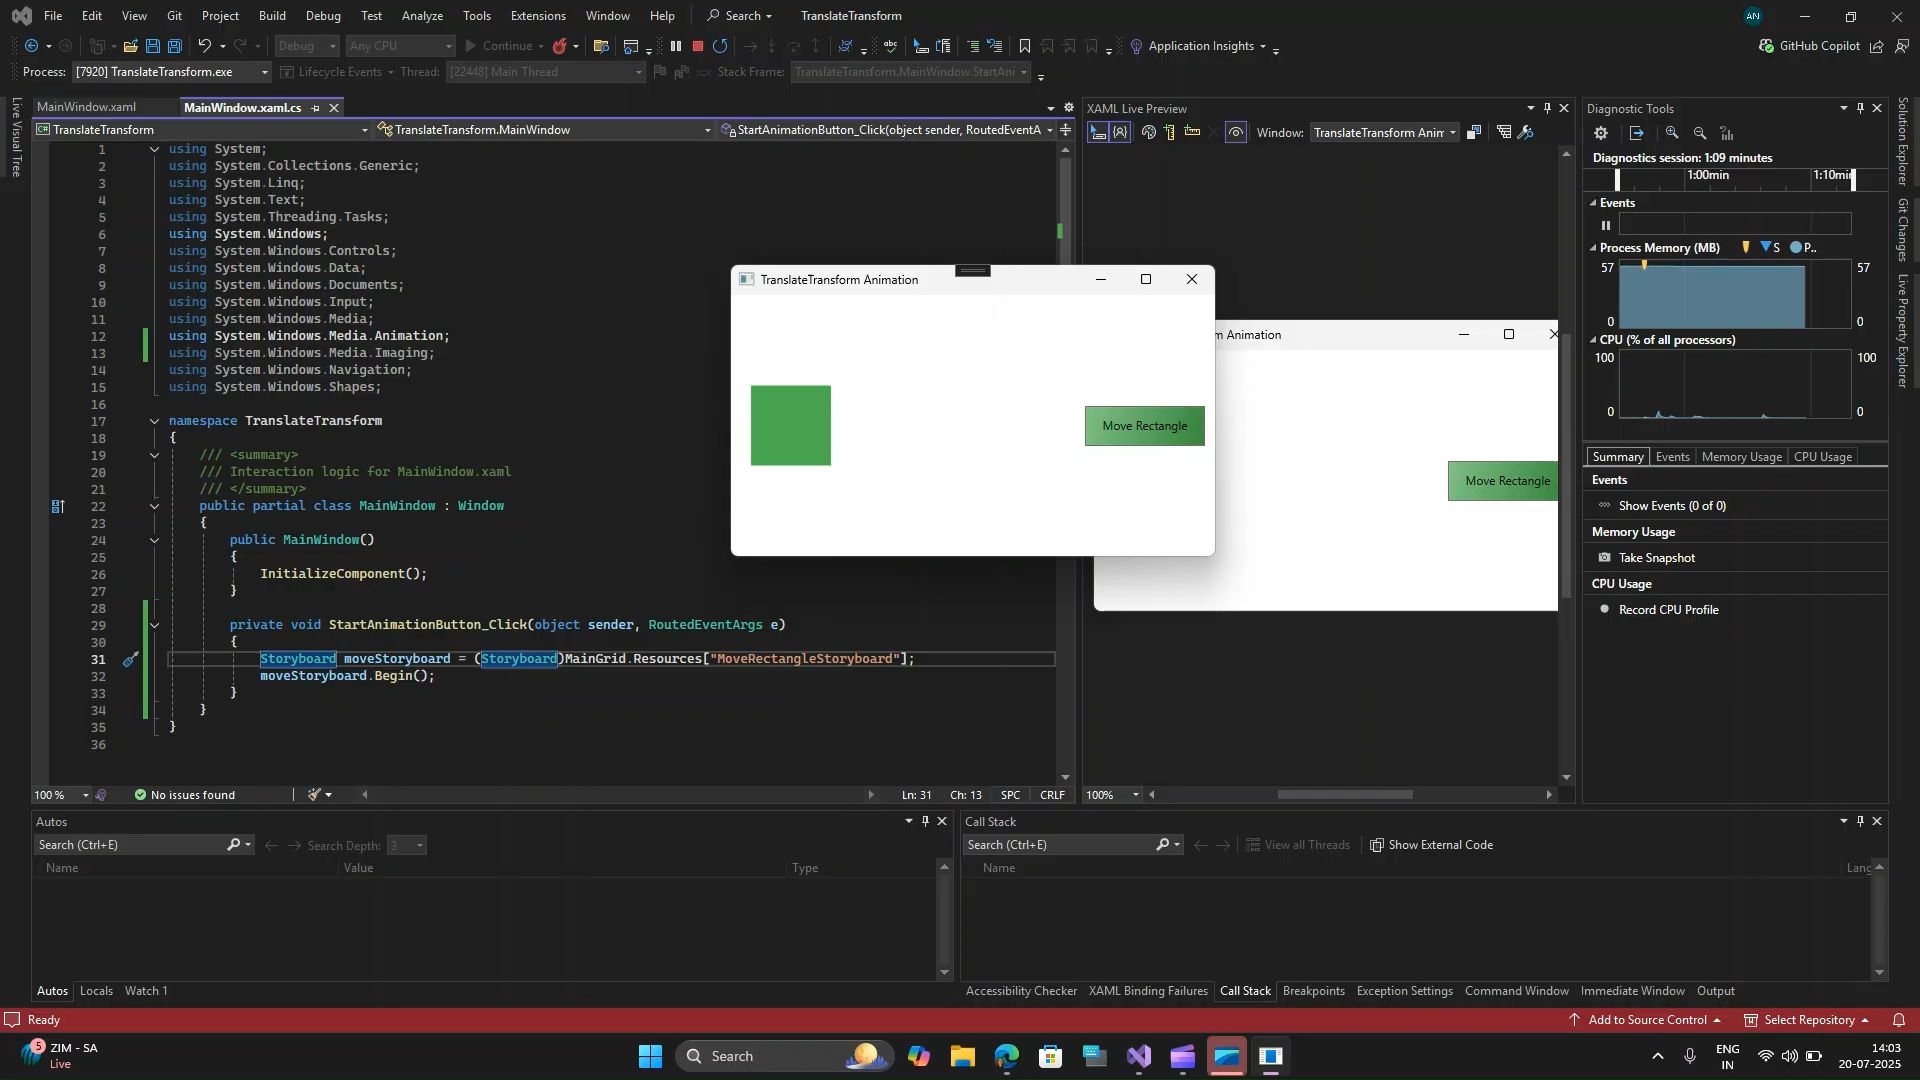 File Edit View Git Project Build Debug Test Analyze Tools Extensions Window Help Search TranslateTransform AN
Debug Any CPU Continue Application Insights GitHub Copilot
Process: [7920] TranslateTransform.exe Lifecycle Events Thread: [22448] Main Thread Stack Frame: TranslateTransform.MainWindow.StartAni
Live Visual Tree
MainWindow.xaml MainWindow.xaml.cs
TranslateTransform TranslateTransform.MainWindow StartAnimationButton_Click(object sender, RoutedEventA
1 using System;
2 using System.Collections.Generic;
3 using System.Linq;
4 using System.Text;
5 using System.Threading.Tasks;
6 using System.Windows;
7 using System.Windows.Controls;
8 using System.Windows.Data;
9 using System.Windows.Documents;
10 using System.Windows.Input;
11 using System.Windows.Media;
12 using System.Windows.Media.Animation;
13 using System.Windows.Media.Imaging;
14 using System.Windows.Navigation;
15 using System.Windows.Shapes;
16
17 namespace TranslateTransform
18 {
19 /// <summary>
20 /// Interaction logic for MainWindow.xaml
21 /// </summary>
22 public partial class MainWindow : Window
23 {
24 public MainWindow()
25 {
26 InitializeComponent();
27 }
28
29 private void StartAnimationButton_Click(object sender, RoutedEventArgs e)
30 {
31 Storyboard moveStoryboard = (Storyboard)MainGrid.Resources["MoveRectangleStoryboard"];
32 moveStoryboard.Begin();
33 }
34 }
35 }
36
100 % No issues found Ln: 31 Ch: 13 SPC CRLF
TranslateTransform Animation
Move Rectangle
XAML Live Preview
Window: TranslateTransform Anim
m Animation
Move Rectangle
100%
Diagnostic Tools
Diagnostics session: 1:09 minutes
1:00min 1:10min
Events
Process Memory (MB) S P..
57 57
0 0
CPU (% of all processors)
100 100
0 0
Summary Events Memory Usage CPU Usage
Events
Show Events (0 of 0)
Memory Usage
Take Snapshot
CPU Usage
Record CPU Profile
Solution Explorer
Git Changes
Live Property Explorer
Autos
Search (Ctrl+E) Search Depth: 3
Name Value Type
Autos Locals Watch 1
Call Stack
Search (Ctrl+E) View all Threads Show External Code
Name Lang
Accessibility Checker XAML Binding Failures Call Stack Breakpoints Exception Settings Command Window Immediate Window Output
Ready Add to Source Control Select Repository
5 ZIM - SA
Live
Search
ENG
IN
14:03
20-07-2025